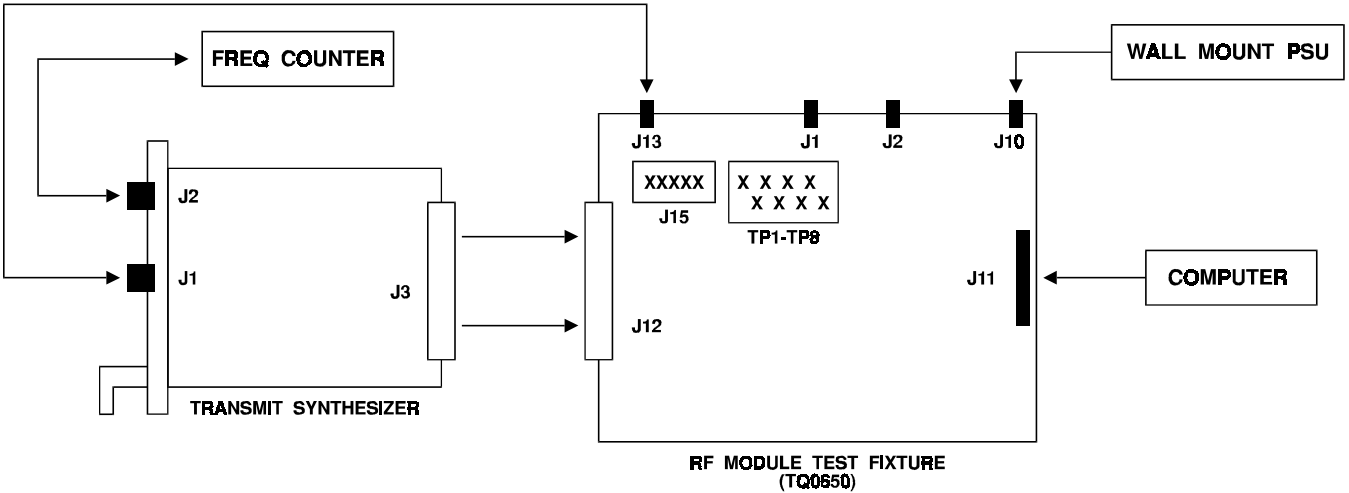 FREQ COUNTER
WALL MOUNT PSU
J13
J1
J2
J10
XXXXX
J15
X X X X
X X X X
TP1-TP8
J2
J1
J3
J12
J11
COMPUTER
TRANSMIT SYNTHESIZER
RF MODULE TEST FIXTURE
(TQ0650)